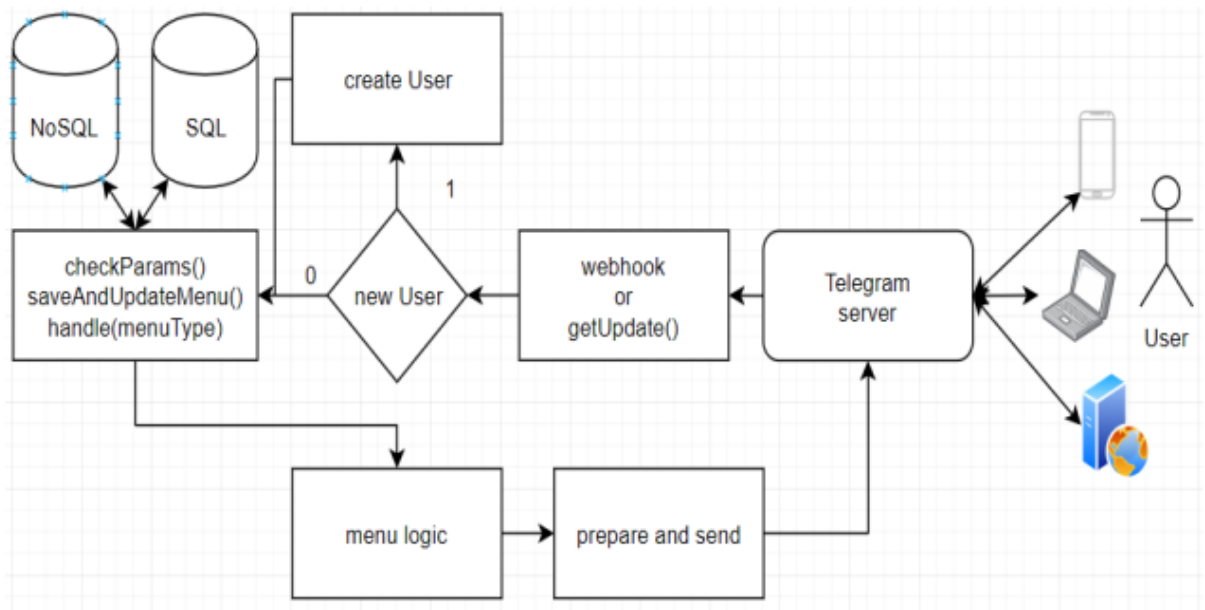 NoSQL
SQL
create User
1
checkParams()
saveAndUpdateMenu()
handle(menuType)
0
new User
webhook
or
getUpdate()
Telegram
server
User
menu logic
prepare and send